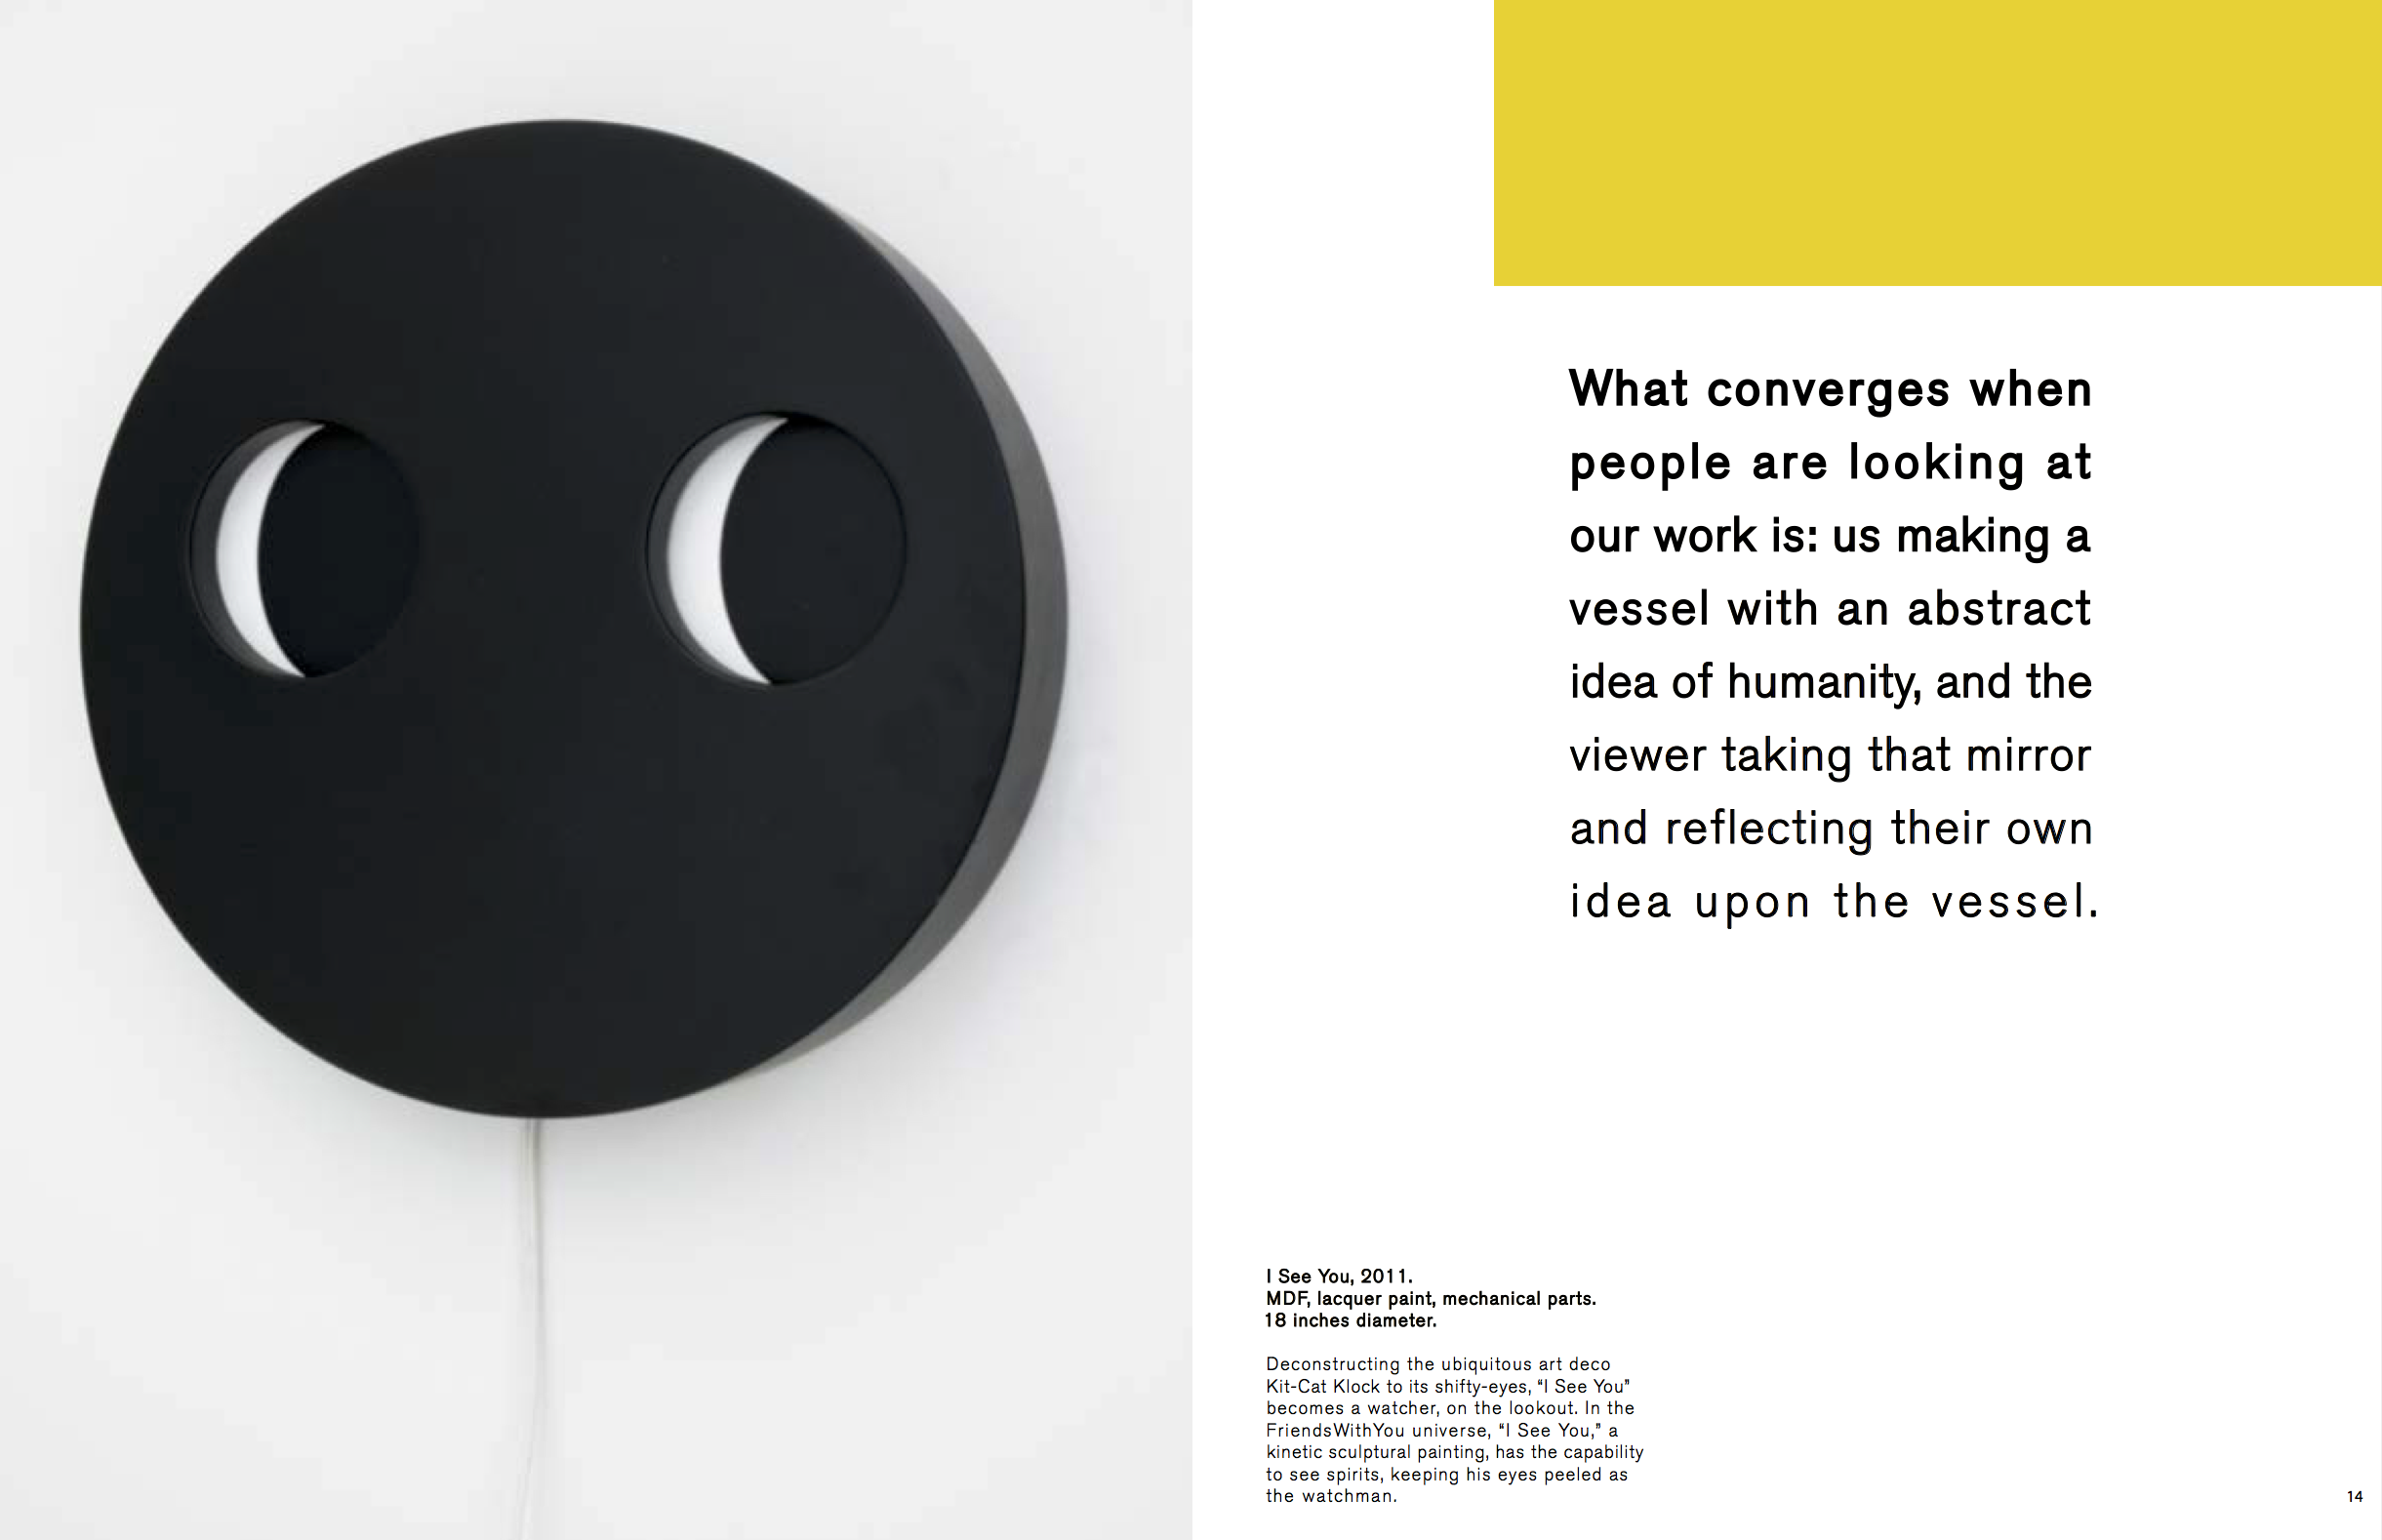 What converges when
people are looking at
our work is: us making a
vessel with an abstract
idea of humanity, and the
viewer taking that mirror
and reflecting their own
idea upon the vessel.
I See You, 2011.
MDF, lacquer paint, mechanical parts.
18 inches diameter.
Deconstructing the ubiquitous art deco
Kit-Cat Klock to its shifty-eyes, “I See You”
becomes a watcher, on the lookout. In the
FriendsWithYou universe, “I See You,” a
kinetic sculptural painting, has the capability
to see spirits, keeping his eyes peeled as
the watchman.
14